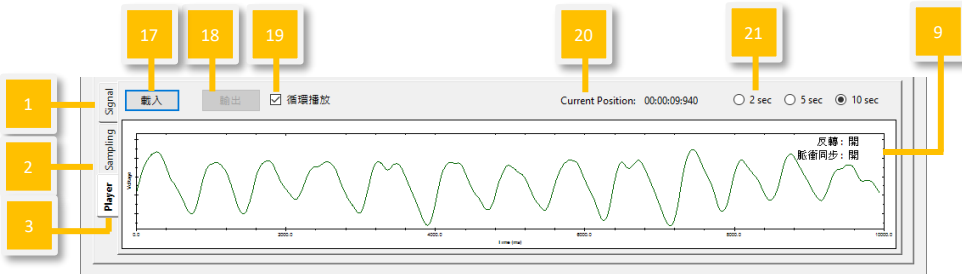 17
18
19
20
21
9
1
2
3
Signal
Sampling
Player
載入
輸出
循環播放
Current Position: 00:00:09:940
2 sec
5 sec
10 sec
反轉：開
脈衝同步：開
Voltage
0.0
2000.0
4000.0
6000.0
8000.0
10000.0
Time (ms)